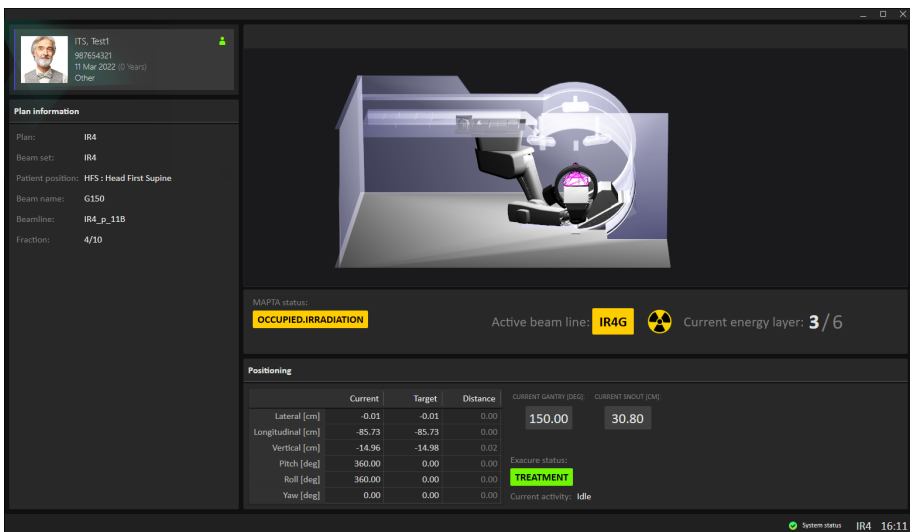 ITS, Test1
987654321
11 Mar 2022 (0 Years)
Other
Plan information
Plan: IR4
Beam set: IR4
Patient position: HFS : Head First Supine
Beam name: G150
Beamline: IR4_p_11B
Fraction: 4/10
MAPTA status:
OCCUPIED.IRRADIATION
Active beam line: IR4G Current energy layer: 3/6
Positioning
Current Target Distance
Lateral [cm] -0.01 -0.01 0.00
Longitudinal [cm] -85.73 -85.73 0.00
Vertical [cm] -14.96 -14.98 0.02
Pitch [deg] 360.00 0.00 0.00
Roll [deg] 360.00 0.00 0.00
Yaw [deg] 0.00 0.00 0.00
CURRENT GANTRY [DEG]: CURRENT SNOUT [CM]:
150.00 30.80
Exacure status:
TREATMENT
Current activity: Idle
System status IR4 16:11